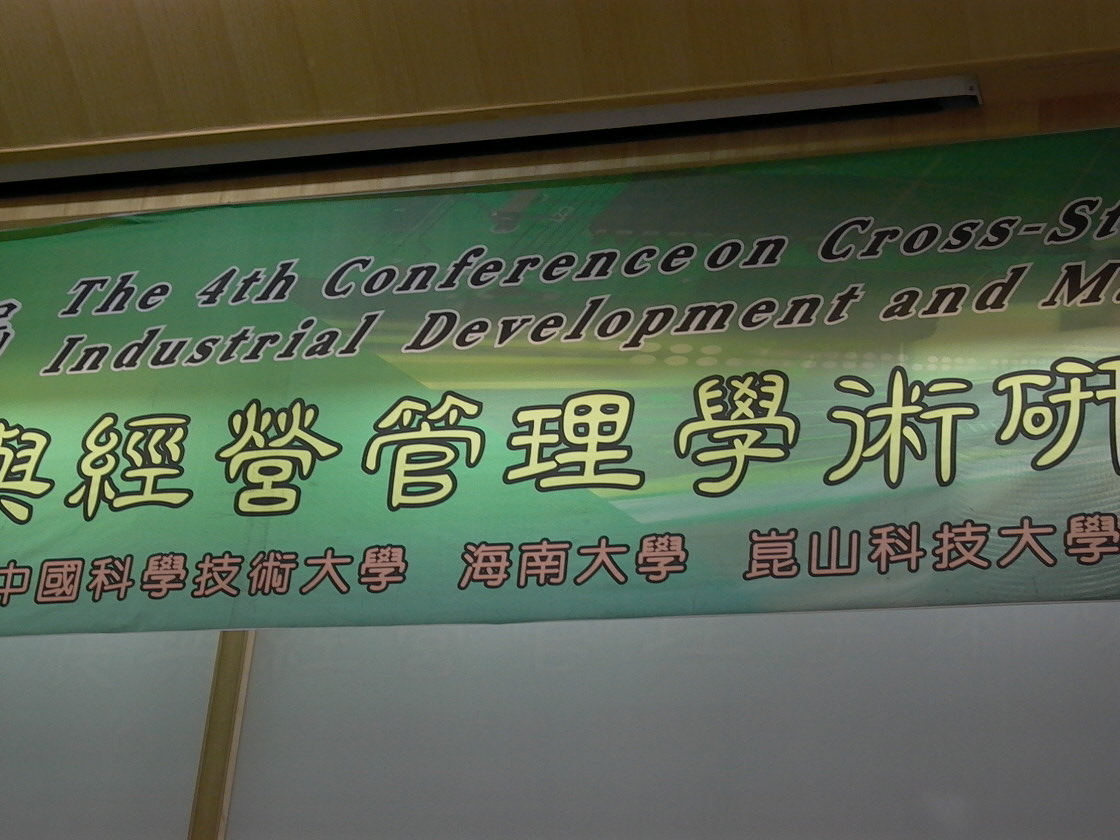 The 4th Conference on Cross-St
Industrial Development and M
與經營管理學術研
中國科學技術大學 海南大學 崑山科技大學